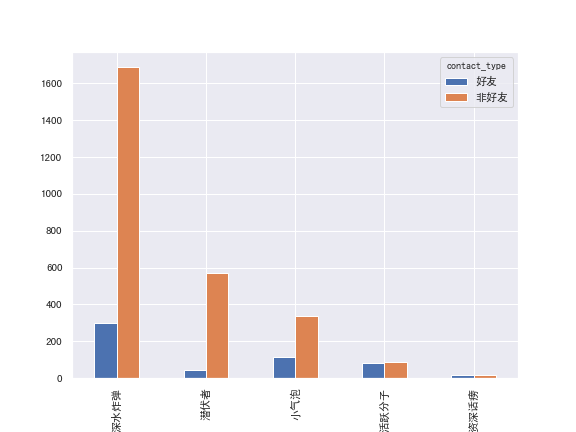 contact_type
好友
非好友
1600
1400
1200
1000
800
600
400
200
0
深水炸弹
潜伏者
小气泡
活跃分子
资深话痨